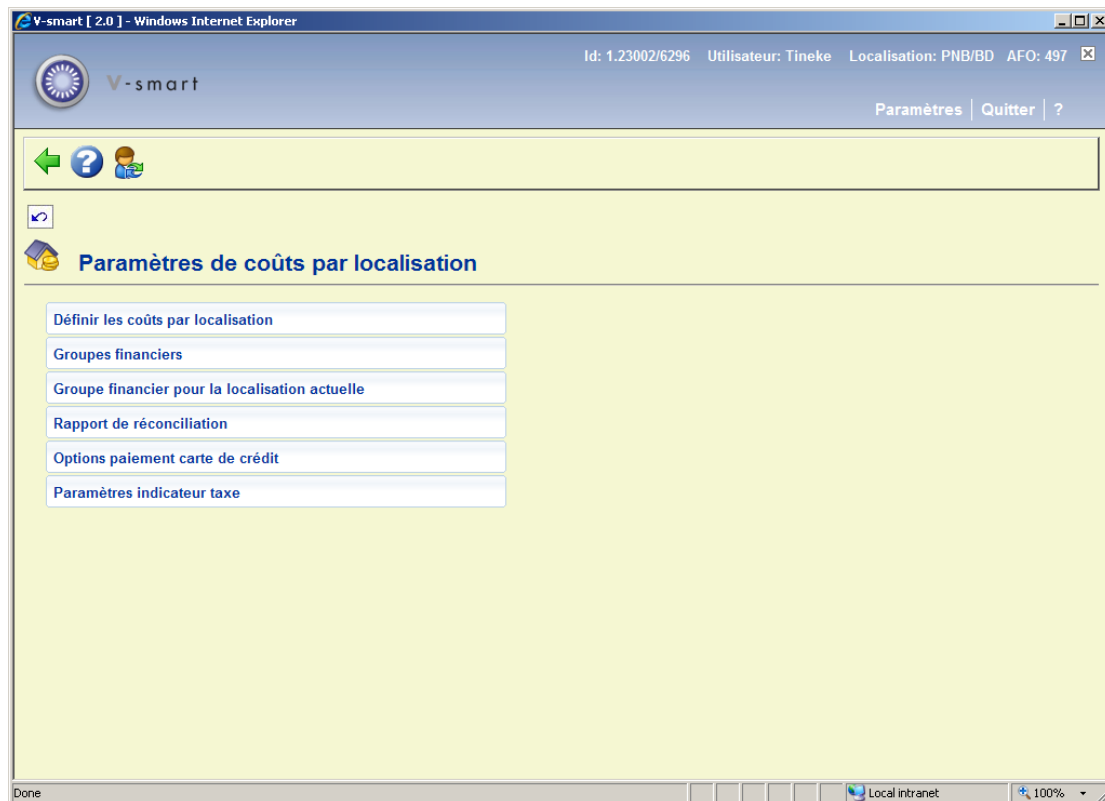 V-smart [ 2.0 ] - Windows Internet Explorer
Id: 1.23002/6296 Utilisateur: Tineke Localisation: PNB/BD AFO: 497
V-smart
Paramètres | Quitter | ?
Paramètres de coûts par localisation
Définir les coûts par localisation
Groupes financiers
Groupe financier pour la localisation actuelle
Rapport de réconciliation
Options paiement carte de crédit
Paramètres indicateur taxe
Done Local intranet 100%